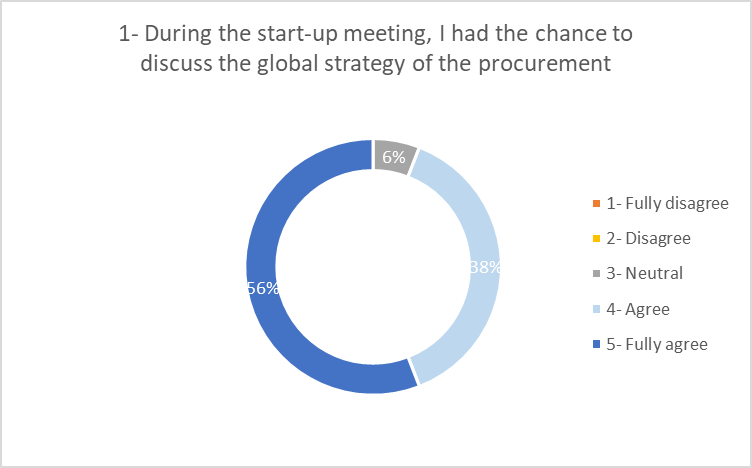 1- During the start-up meeting, I had the chance to
discuss the global strategy of the procurement
6%
38%
56%
1- Fully disagree
2- Disagree
3- Neutral
4- Agree
5- Fully agree